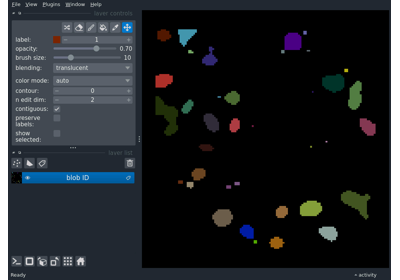 File View Plugins Window Help
layer controls
label: 1
opacity: 0.70
brush size: 10
blending: translucent
color mode: auto
contour: 0
n edit dim: 2
contiguous: ✓
preserve labels:
show selected:
layer list
blob ID
Ready
activity